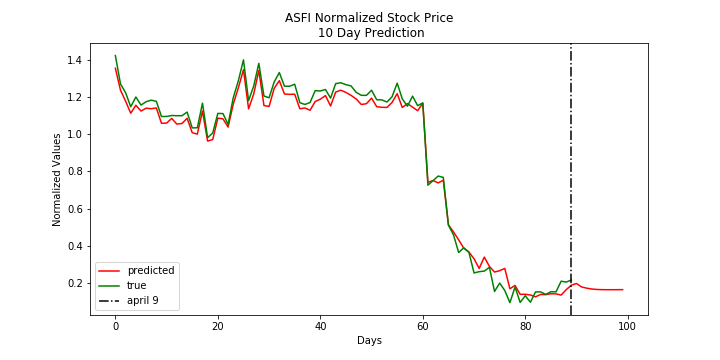 ASFI Normalized Stock Price
10 Day Prediction
1.4
1.2
1.0
0.8
0.6
0.4
0.2
Normalized Values
predicted
true
april 9
0
20
40
60
80
100
Days